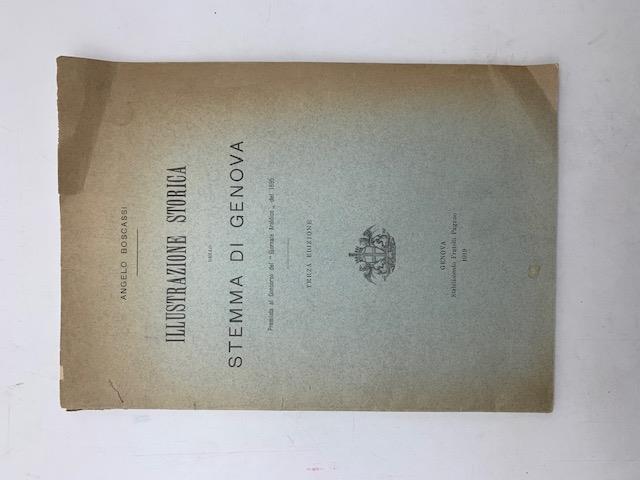 ANGELO BOSCASSI
ILLUSTRAZIONE STORICA
DELLO
STEMMA DI GENOVA
Premiata al Concorso del "Giornale Araldico„ del 1895
TERZA EDIZIONE
GENOVA
Stabilimento Fratelli Pagano
1919